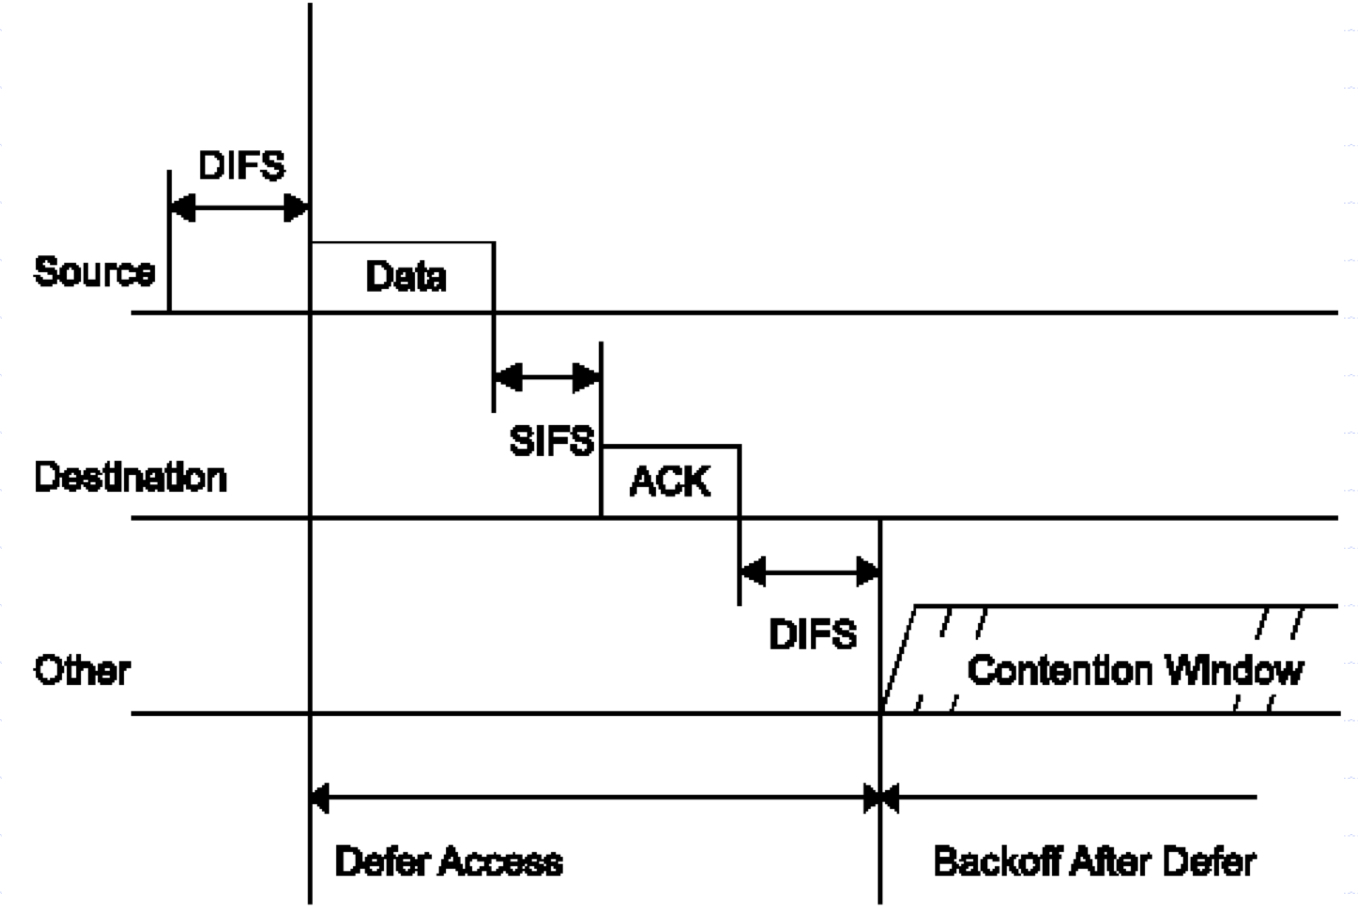 DIFS
Source
Data
SIFS
Destination
ACK
DIFS
Other
Contention Window
Defer Access
Backoff After Defer